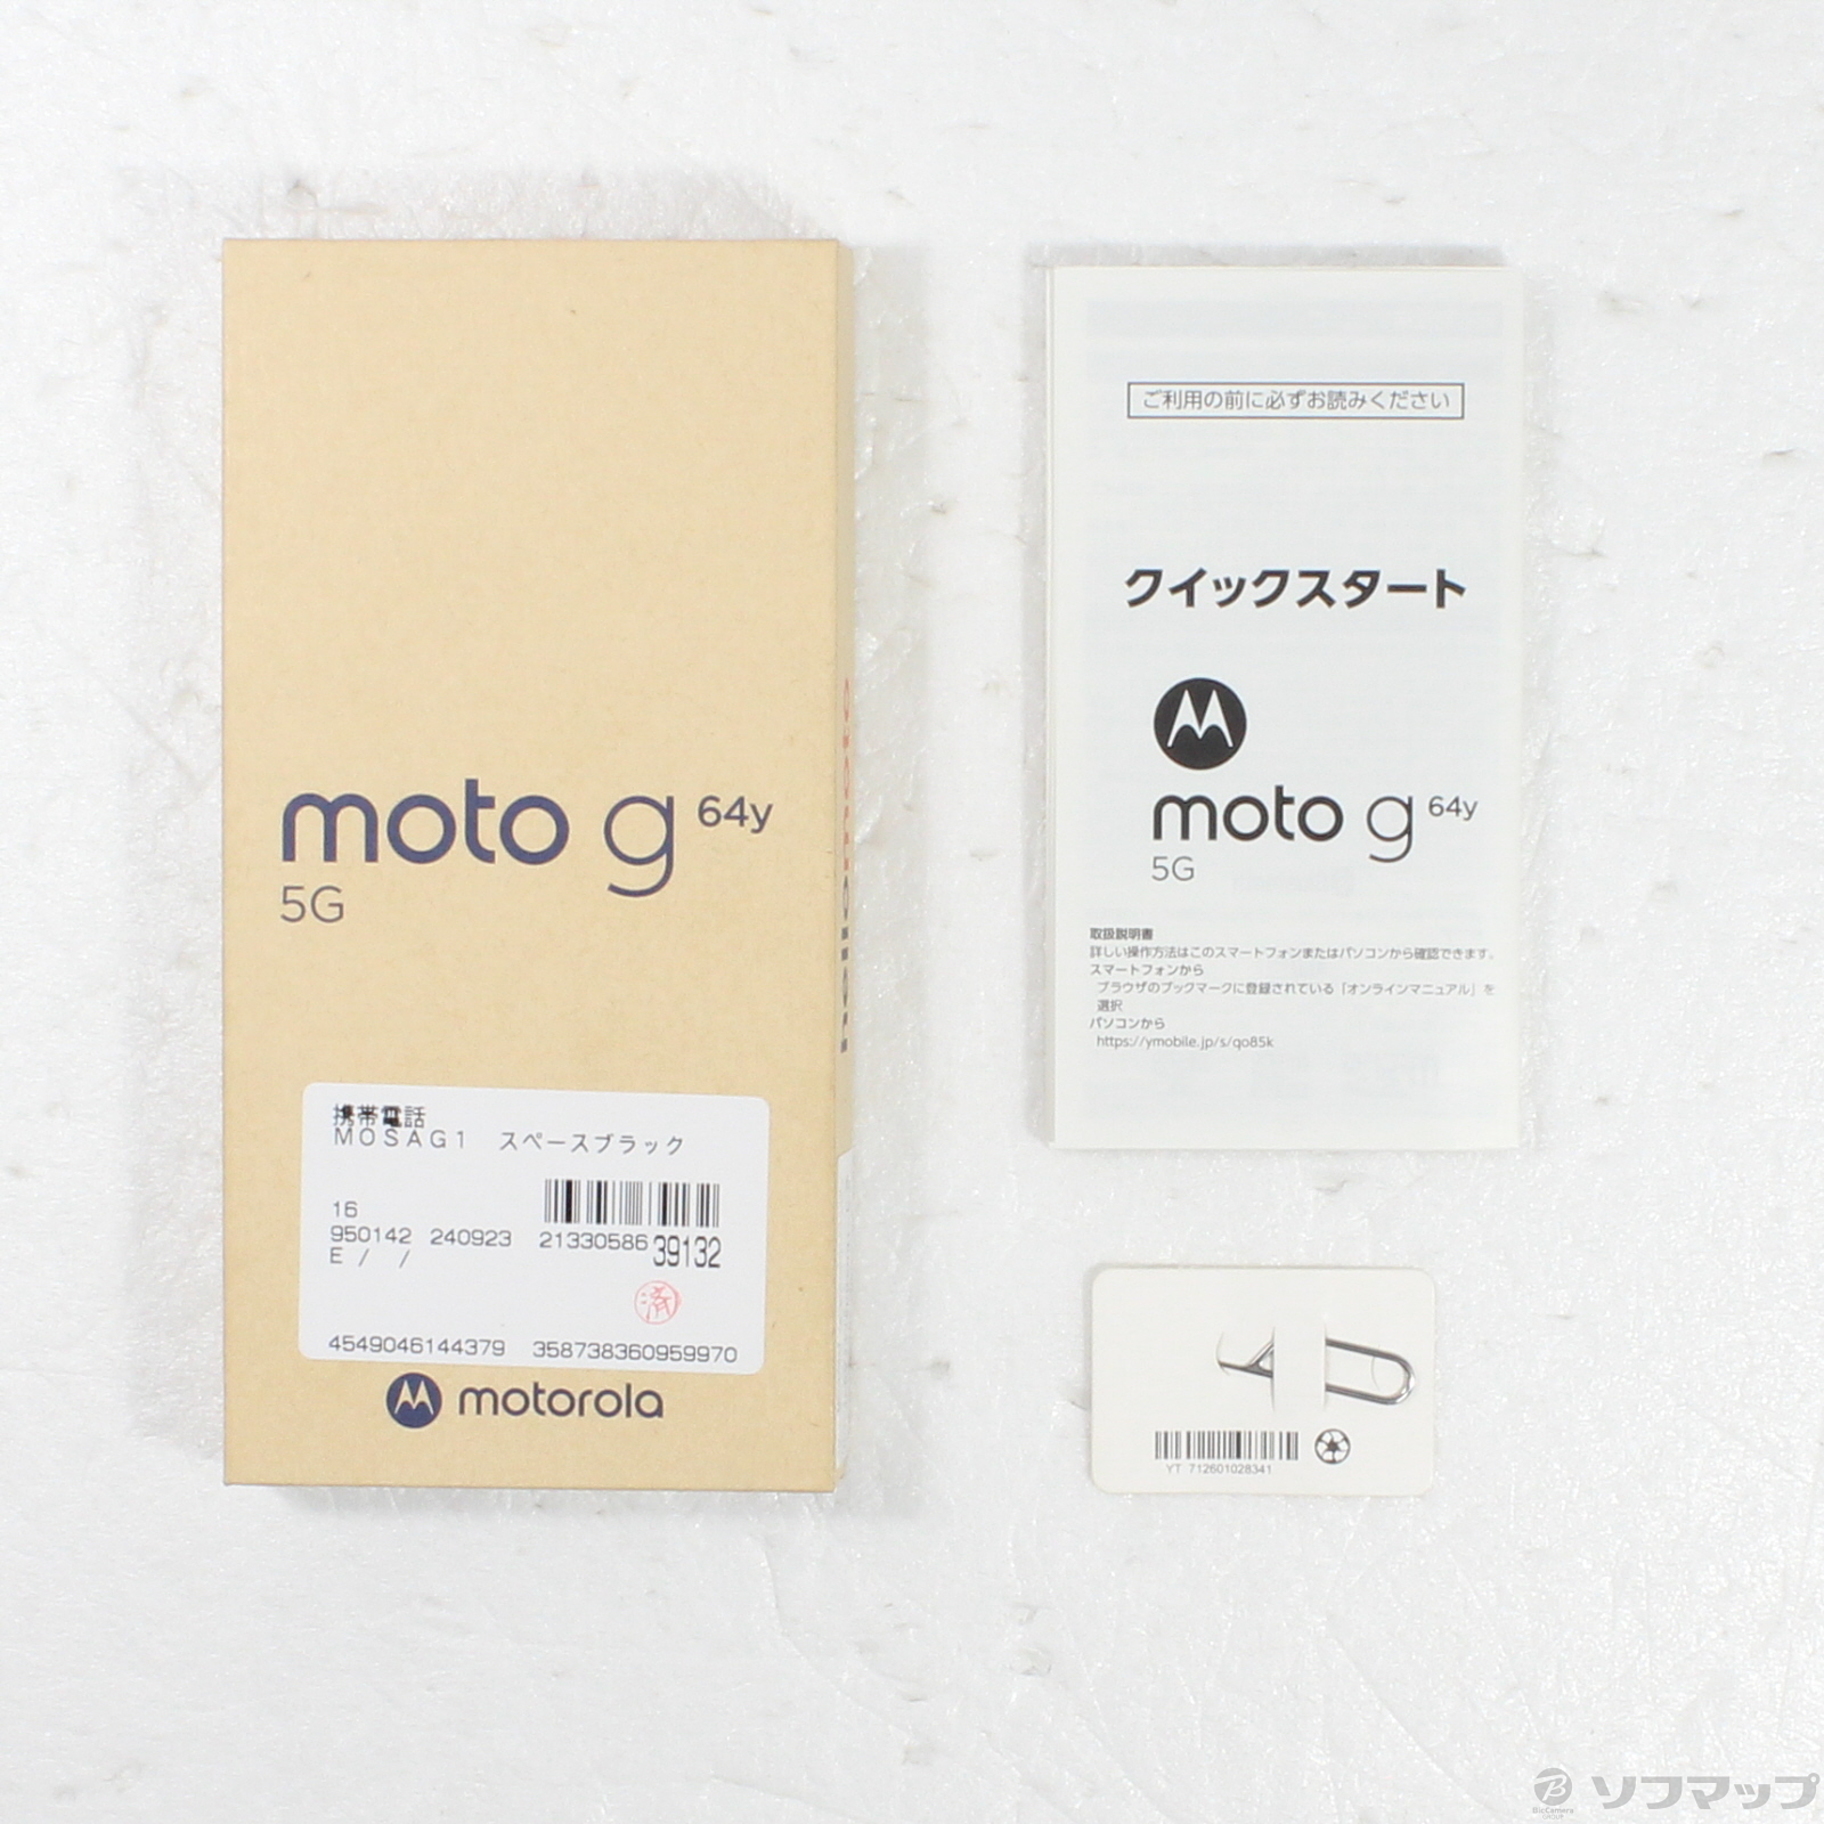 moto g 64y
5G
携帯電話
MOSAG1 スペースブラック
16
950142 240923 21330586 39132
E / /
済
4549046144379 358738360959970
motorola
ご利用の前に必ずお読みください
クイックスタート
moto g 64y
5G
取扱説明書
詳しい操作方法はこのスマートフォンまたはパソコンから確認できます。
スマートフォンから
ブラウザのブックマークに登録されている「オンラインマニュアル」を
選択
パソコンから
https://ymobile.jp/s/qo85k
YT 712601028341
BicCamera
GROUP
ソフマップ